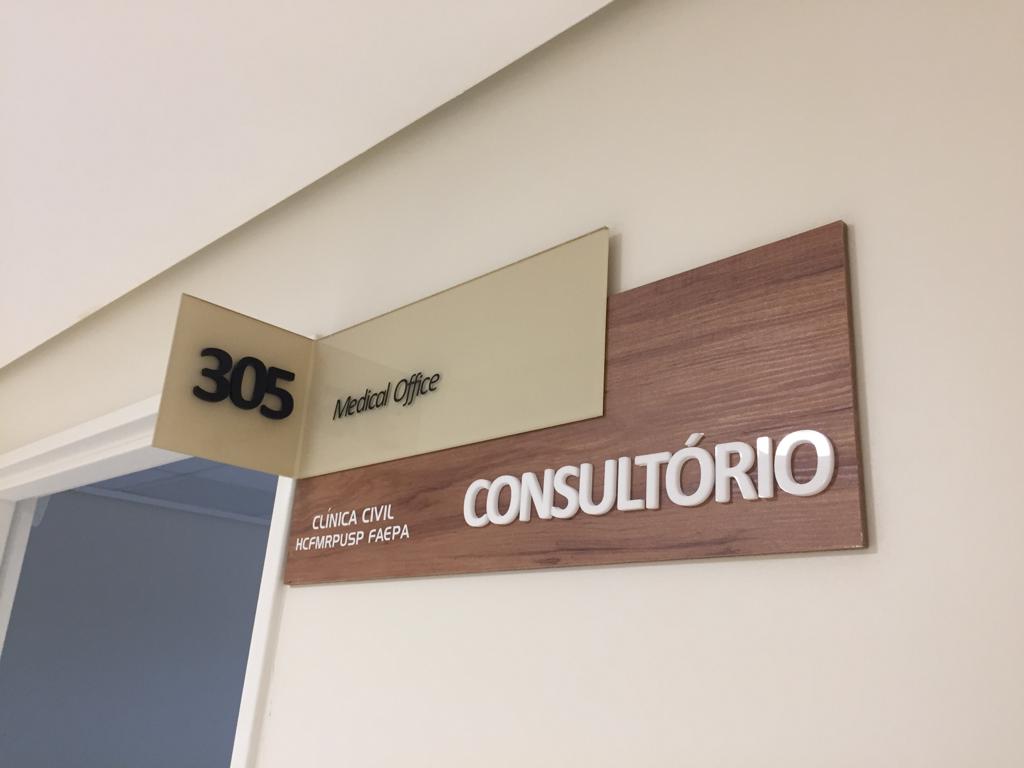 305
Medical Office
CONSULTÓRIO
CLÍNICA CIVIL
HCFMRPUSP FAEPA